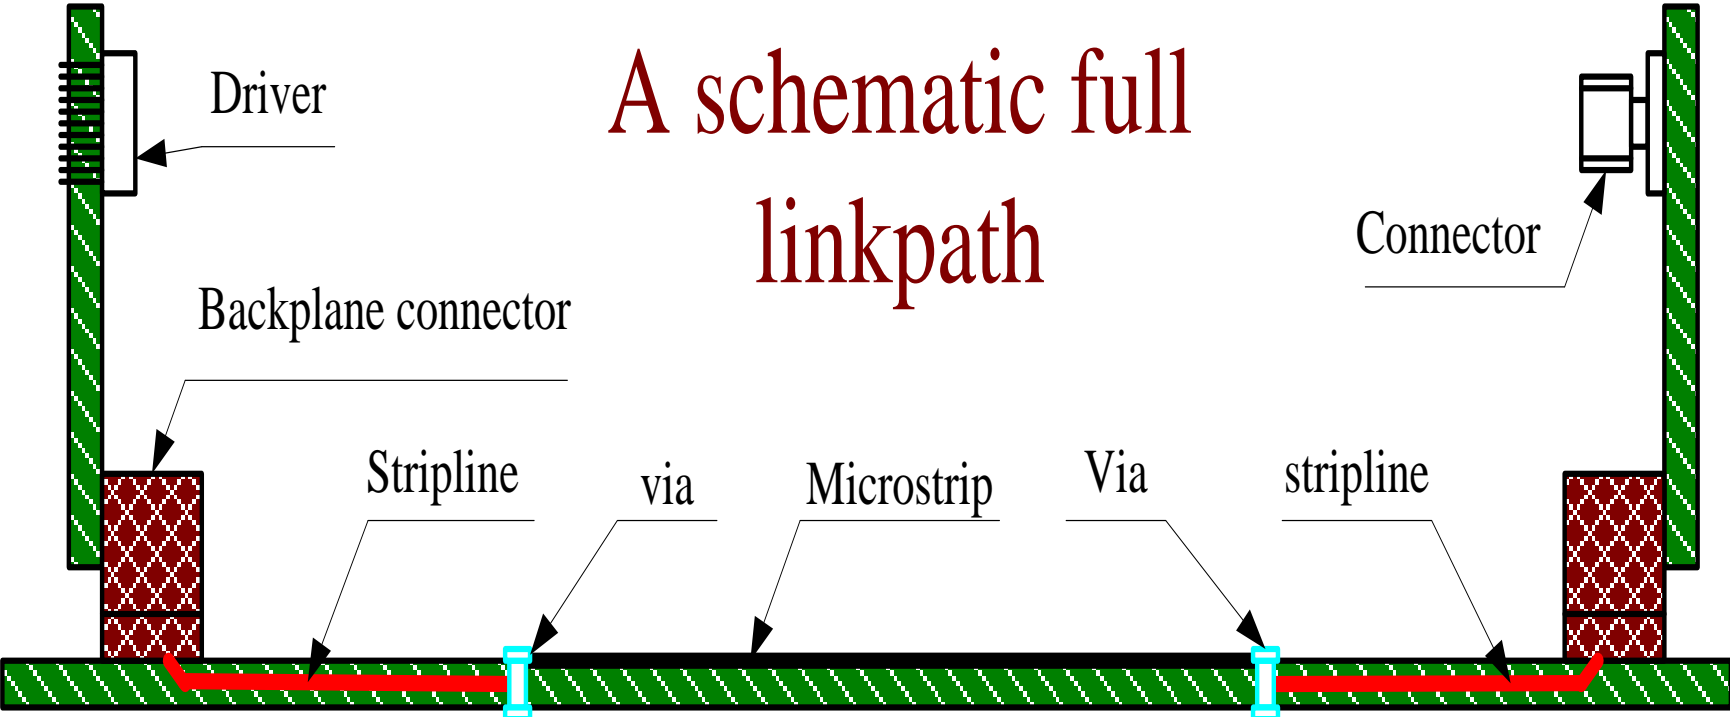 A schematic full
linkpath
Driver
Connector
Backplane connector
Stripline
via
Microstrip
Via
stripline